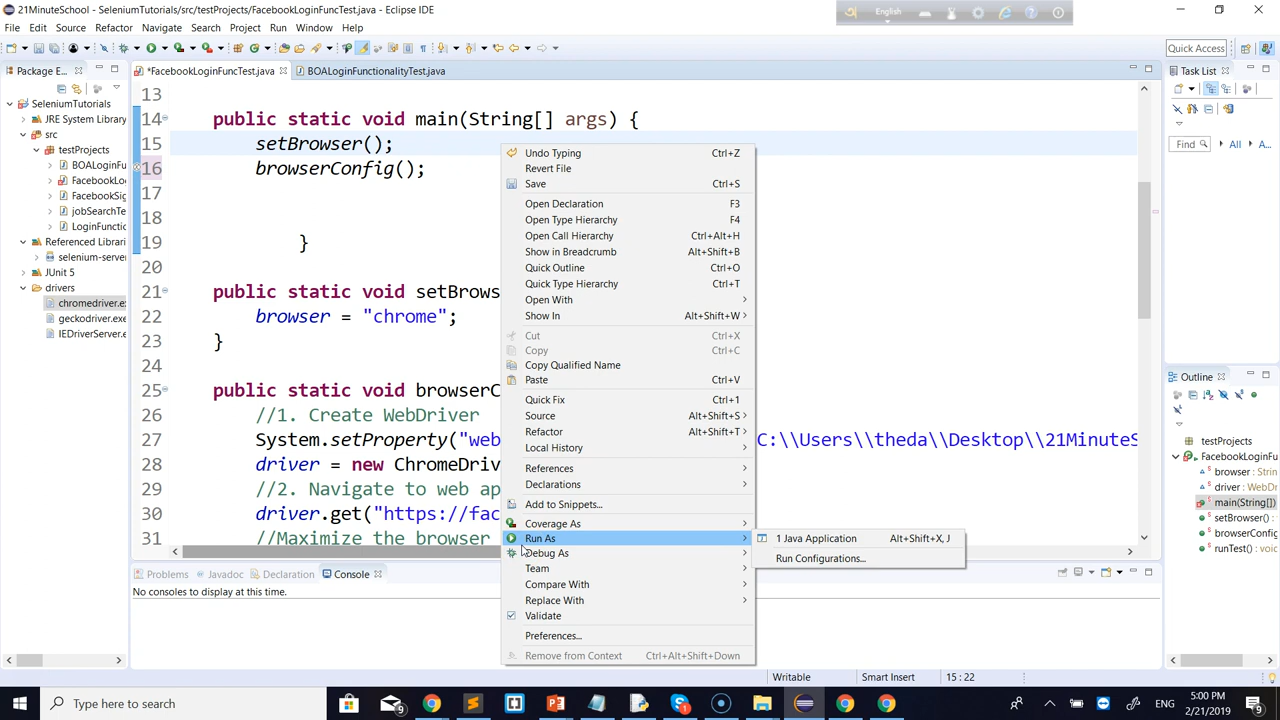 21MinuteSchool - SeleniumTutorials/src/testProjects/FacebookLoginFuncTest.java - Eclipse IDE
English
File Edit Source Refactor Navigate Search Project Run Window Help
Quick Access
Package E...
*FacebookLoginFuncTest.java
BOALoginFunctionalityTest.java
Task List
SeleniumTutorials
JRE System Library
src
testProjects
BOALoginFu
FacebookLo
FacebookSig
jobSearchTe
LoginFunctio
Referenced Librari
selenium-server
JUnit 5
drivers
chromedriver.e
geckodriver.exe
IEDriverServer.e
13
14 public static void main(String[] args) {
15 setBrowser();
16 browserConfig();
17
18
19 }
20
21 public static void setBrows
22 browser = "chrome";
23 }
24
25 public static void browserC
26 //1. Create WebDriver
27 System.setProperty("web C:\\Users\\theda\\Desktop\\21MinuteS
28 driver = new ChromeDriv
29 //2. Navigate to web ap
30 driver.get("https://fac
31 //Maximize the browser
Undo Typing Ctrl+Z
Revert File
Save Ctrl+S
Open Declaration F3
Open Type Hierarchy F4
Open Call Hierarchy Ctrl+Alt+H
Show in Breadcrumb Alt+Shift+B
Quick Outline Ctrl+O
Quick Type Hierarchy Ctrl+T
Open With
Show In Alt+Shift+W
Cut Ctrl+X
Copy Ctrl+C
Copy Qualified Name
Paste Ctrl+V
Quick Fix Ctrl+1
Source Alt+Shift+S
Refactor Alt+Shift+T
Local History
References
Declarations
Add to Snippets...
Coverage As
Run As
Debug As
Team
Compare With
Replace With
Validate
Preferences...
Remove from Context Ctrl+Alt+Shift+Down
1 Java Application Alt+Shift+X, J
Run Configurations...
Find
All
A...
Outline
testProjects
FacebookLoginFu
browser : String
driver : WebD
main(String[])
setBrowser() :
browserConfi
runTest() : voi
Problems Javadoc Declaration Console
No consoles to display at this time.
Writable Smart Insert 15 : 22
Type here to search
9
ENG
5:00 PM
2/21/2019
9